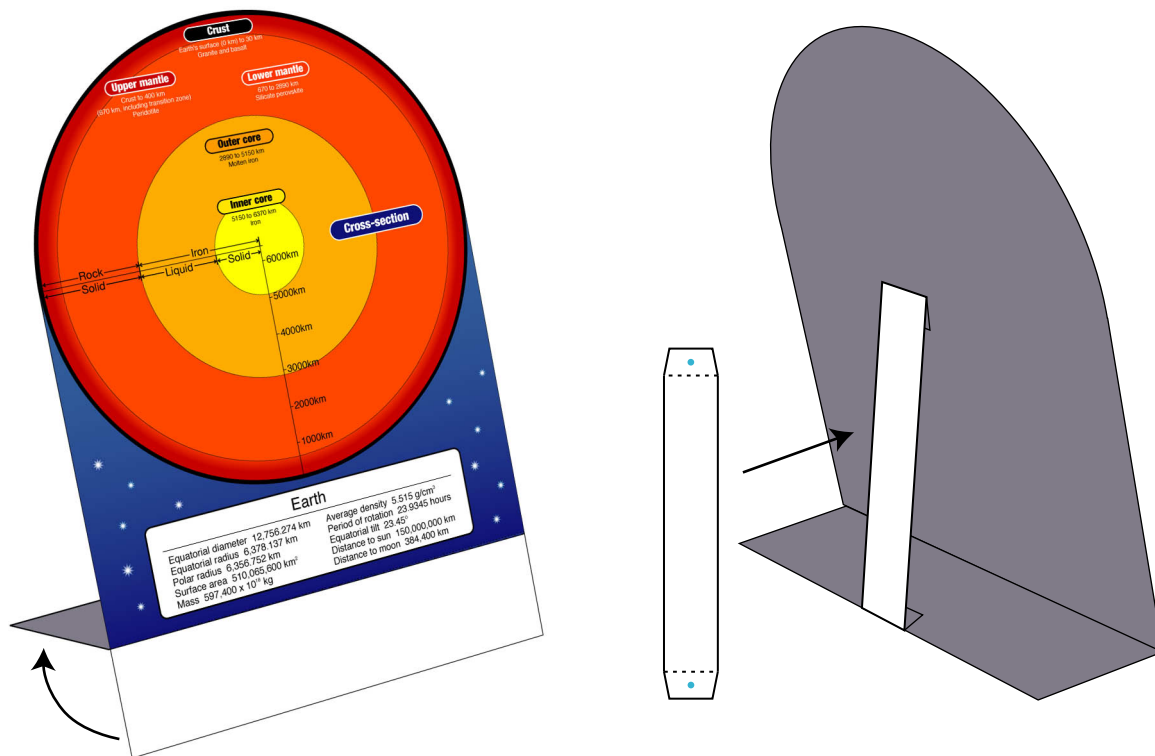 Crust
Earth's surface (0 km) to 30 km
Granite and basalt
Upper mantle
Crust to 400 km
(670 km, including transition zone)
Peridotite
Lower mantle
670 to 2890 km
Silicate perovskite
Outer core
2890 to 5150 km
Molten iron
Inner core
5150 to 6370 km
Iron
Cross-section
Rock
Iron
Solid
Liquid
Solid
6000km
5000km
4000km
3000km
2000km
1000km
Earth
Equatorial diameter 12,756.274 km
Equatorial radius 6,378.137 km
Polar radius 6,356.752 km
Surface area 510,065,600 km²
Mass 597,400 x 10¹⁹ kg
Average density 5.515 g/cm³
Period of rotation 23.9345 hours
Equatorial tilt 23.45°
Distance to sun 150,000,000 km
Distance to moon 384,400 km